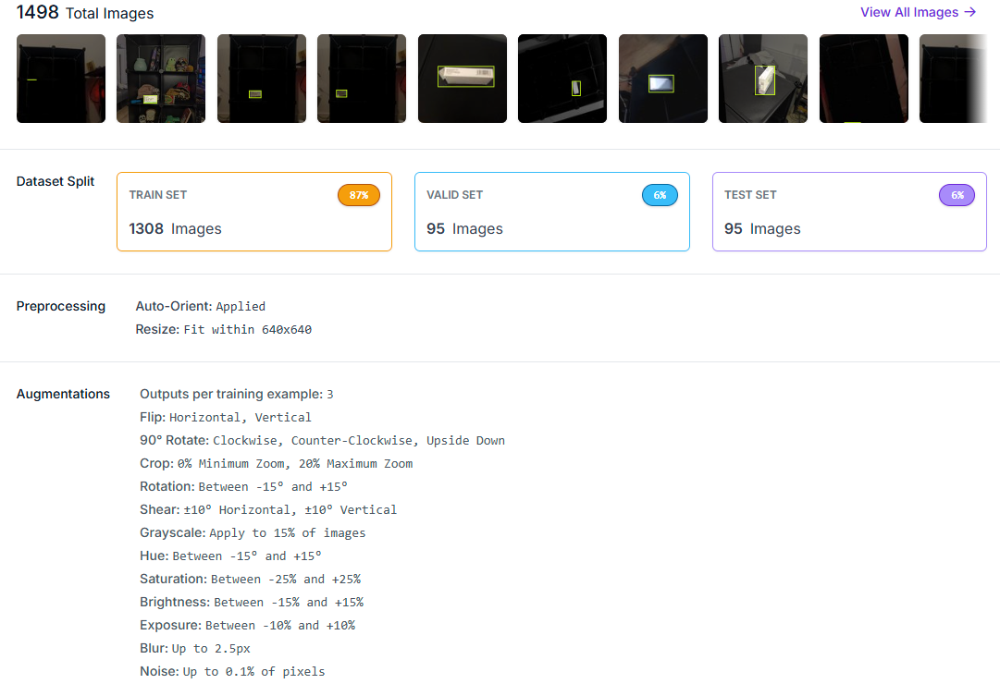 1498 Total Images
View All Images →
Dataset Split
TRAIN SET
87%
1308 Images
VALID SET
6%
95 Images
TEST SET
6%
95 Images
Preprocessing
Auto-Orient: Applied
Resize: Fit within 640x640
Augmentations
Outputs per training example: 3
Flip: Horizontal, Vertical
90° Rotate: Clockwise, Counter-Clockwise, Upside Down
Crop: 0% Minimum Zoom, 20% Maximum Zoom
Rotation: Between -15° and +15°
Shear: ±10° Horizontal, ±10° Vertical
Grayscale: Apply to 15% of images
Hue: Between -15° and +15°
Saturation: Between -25% and +25%
Brightness: Between -15% and +15%
Exposure: Between -10% and +10%
Blur: Up to 2.5px
Noise: Up to 0.1% of pixels